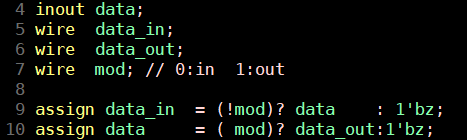 4 inout data;
5 wire  data_in;
6 wire  data_out;
7 wire  mod; // 0:in  1:out
8
9 assign data_in  = (!mod)? data    : 1'bz;
10 assign data     = ( mod)? data_out:1'bz;